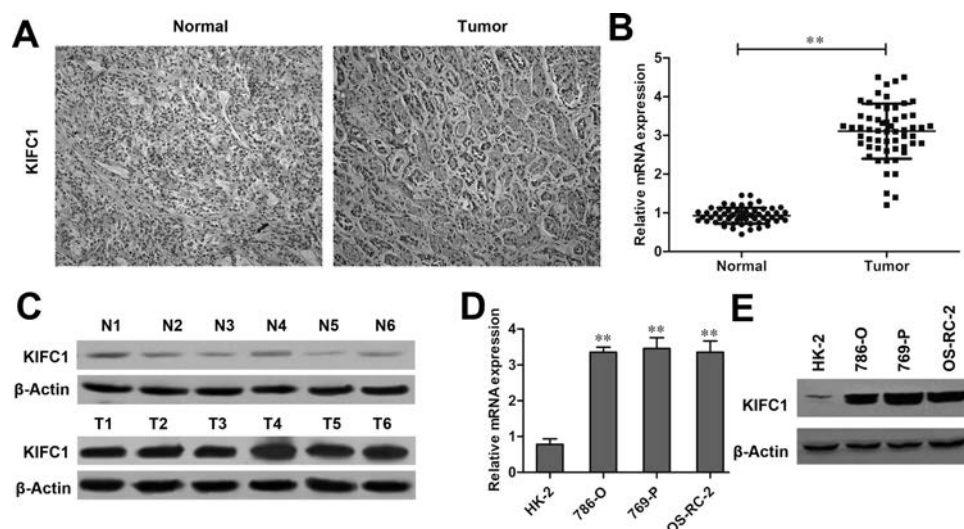 A
Normal
Tumor
KIFC1
B
**
Relative mRNA expression
5
4
3
2
1
0
Normal
Tumor
C
N1 N2 N3 N4 N5 N6
KIFC1
β-Actin
T1 T2 T3 T4 T5 T6
KIFC1
β-Actin
D
Relative mRNA expression
4
3
2
1
0
** ** **
HK-2
786-O
769-P
OS-RC-2
E
HK-2
786-O
769-P
OS-RC-2
KIFC1
β-Actin